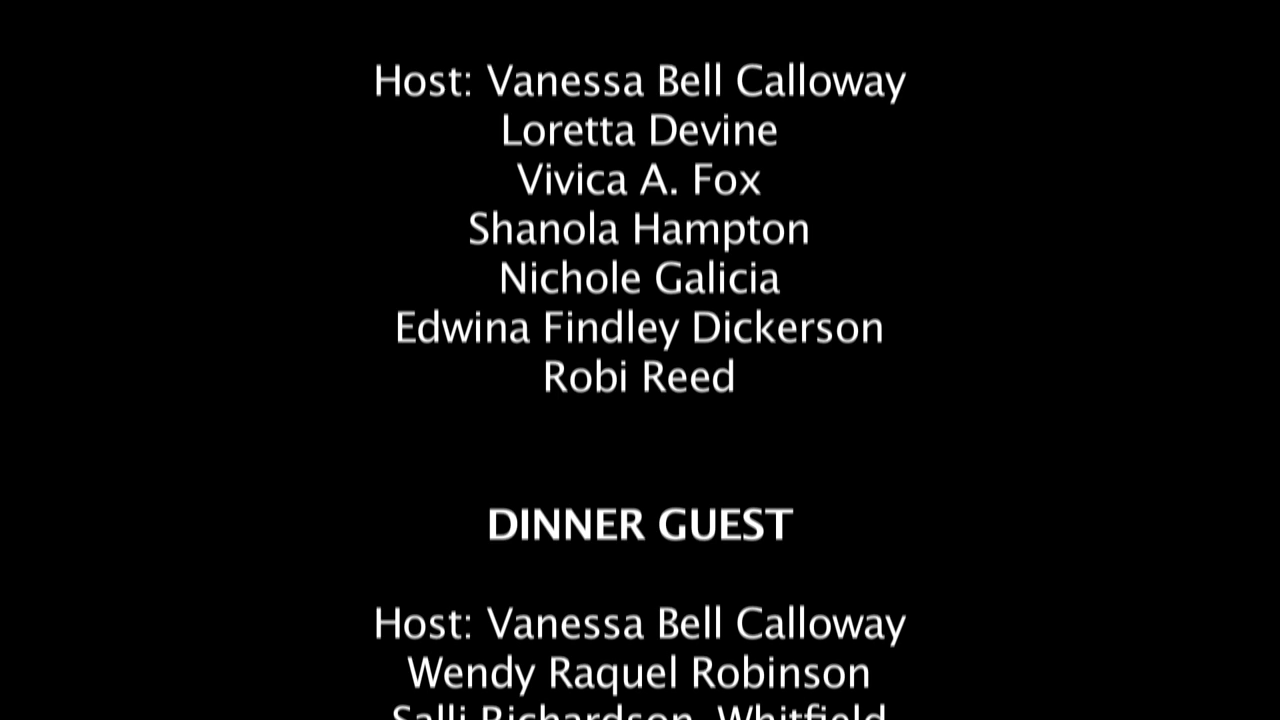 Host: Vanessa Bell Calloway
Loretta Devine
Vivica A. Fox
Shanola Hampton
Nichole Galicia
Edwina Findley Dickerson
Robi Reed
DINNER GUEST
Host: Vanessa Bell Calloway
Wendy Raquel Robinson
Salli Richardson-Whitfield